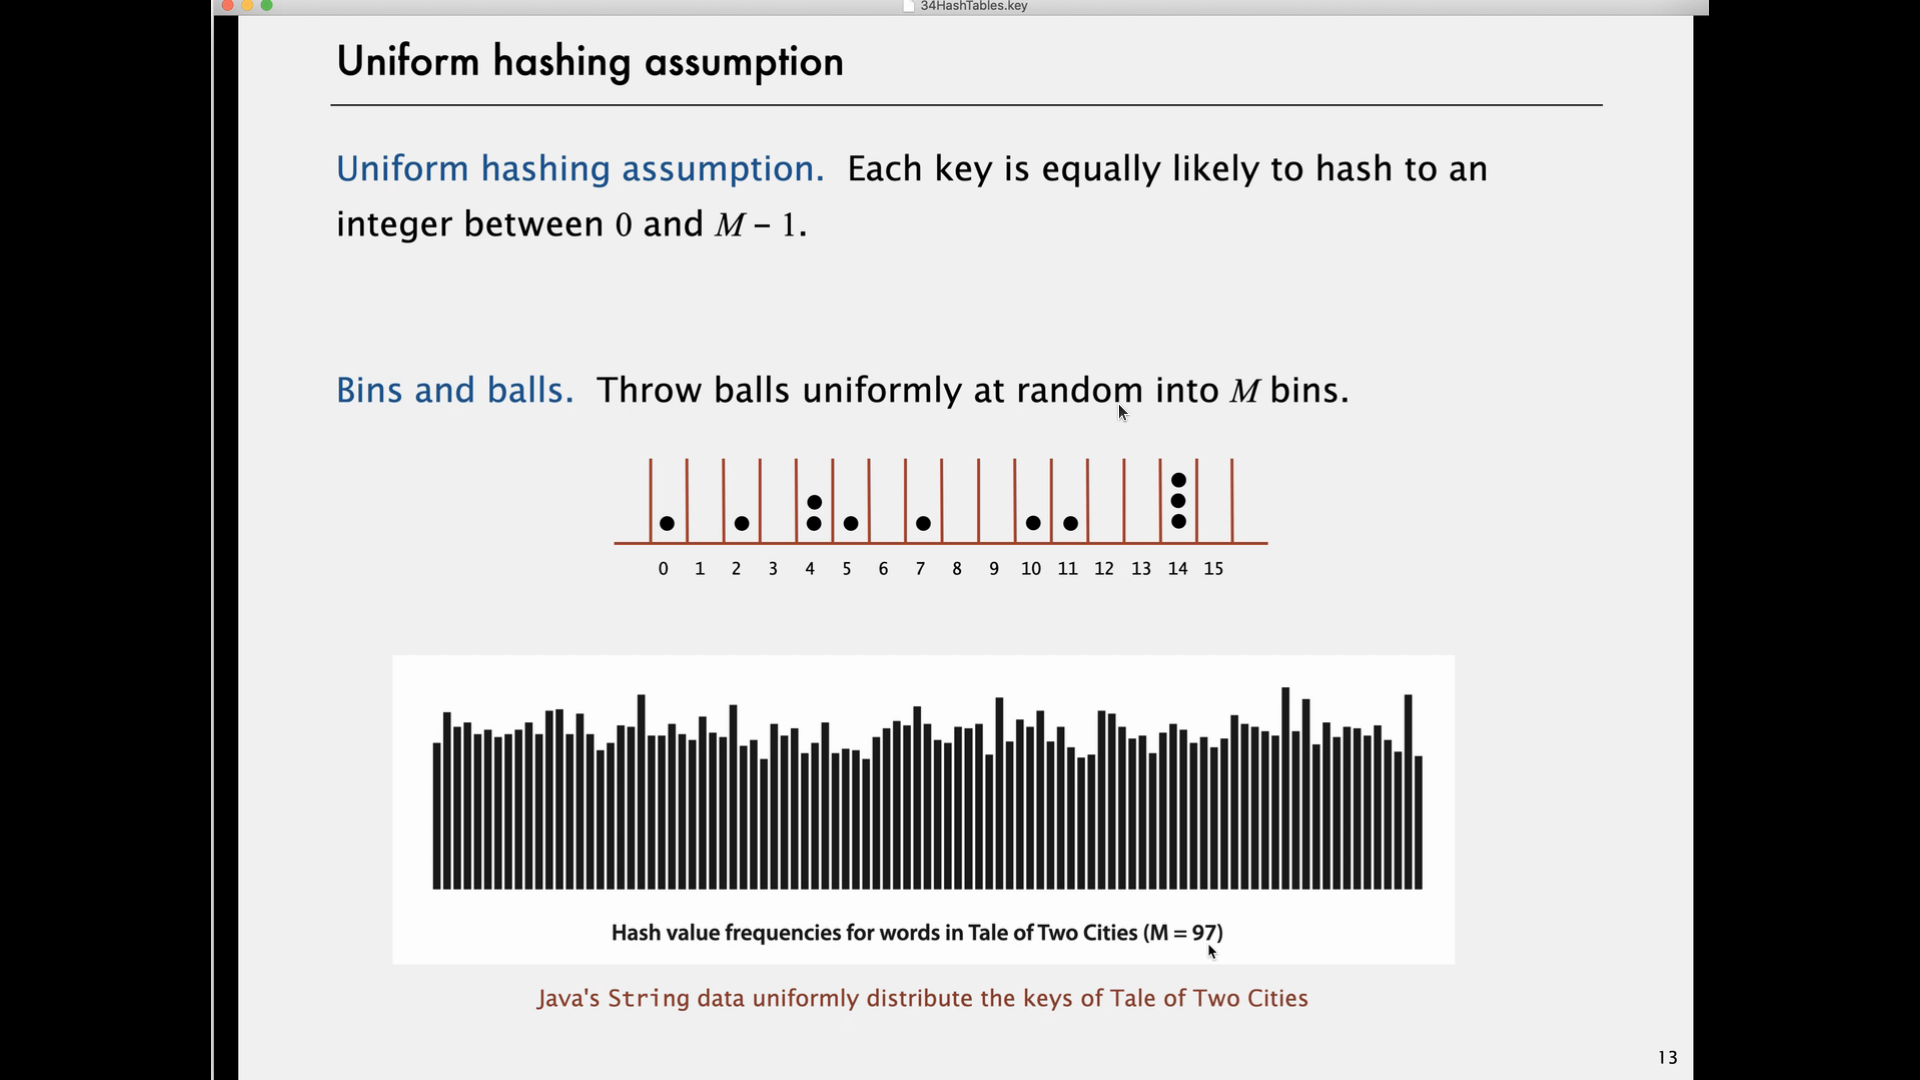 34HashTables.key
Uniform hashing assumption
Uniform hashing assumption. Each key is equally likely to hash to an
integer between 0 and M – 1.
Bins and balls. Throw balls uniformly at random into M bins.
0 1 2 3 4 5 6 7 8 9 10 11 12 13 14 15
Hash value frequencies for words in Tale of Two Cities (M = 97)
Java's String data uniformly distribute the keys of Tale of Two Cities
13